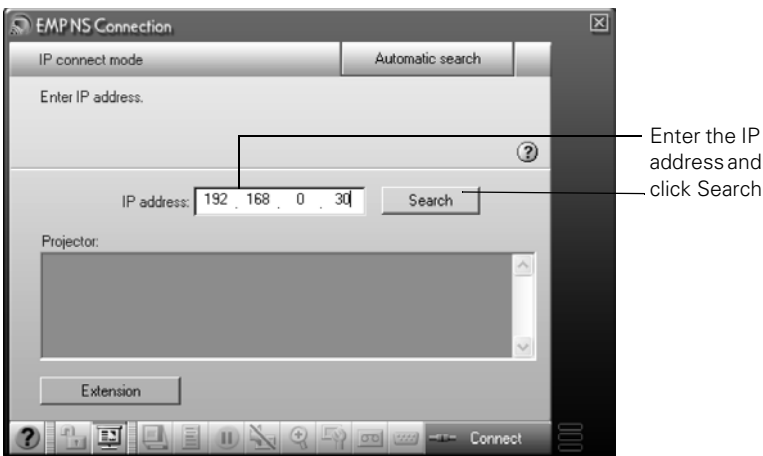 EMP NS Connection
IP connect mode
Automatic search
Enter IP address.
?
IP address: 192 . 168 . 0 . 30
Search
Enter the IP
address and
click Search
Projector:
Extension
? Connect